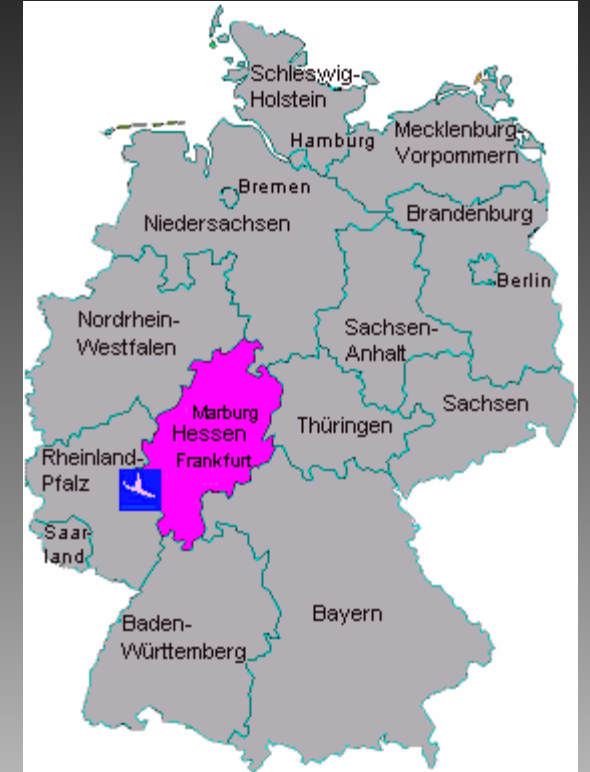 Schleswig-
Holstein
Hamburg
Mecklenburg-
Vorpommern
Bremen
Niedersachsen
Brandenburg
Berlin
Nordrhein-
Westfalen
Sachsen-
Anhalt
Marburg
Hessen
Frankfurt
Thüringen
Sachsen
Rheinland-
Pfalz
Saar-
land
Baden-
Württemberg
Bayern